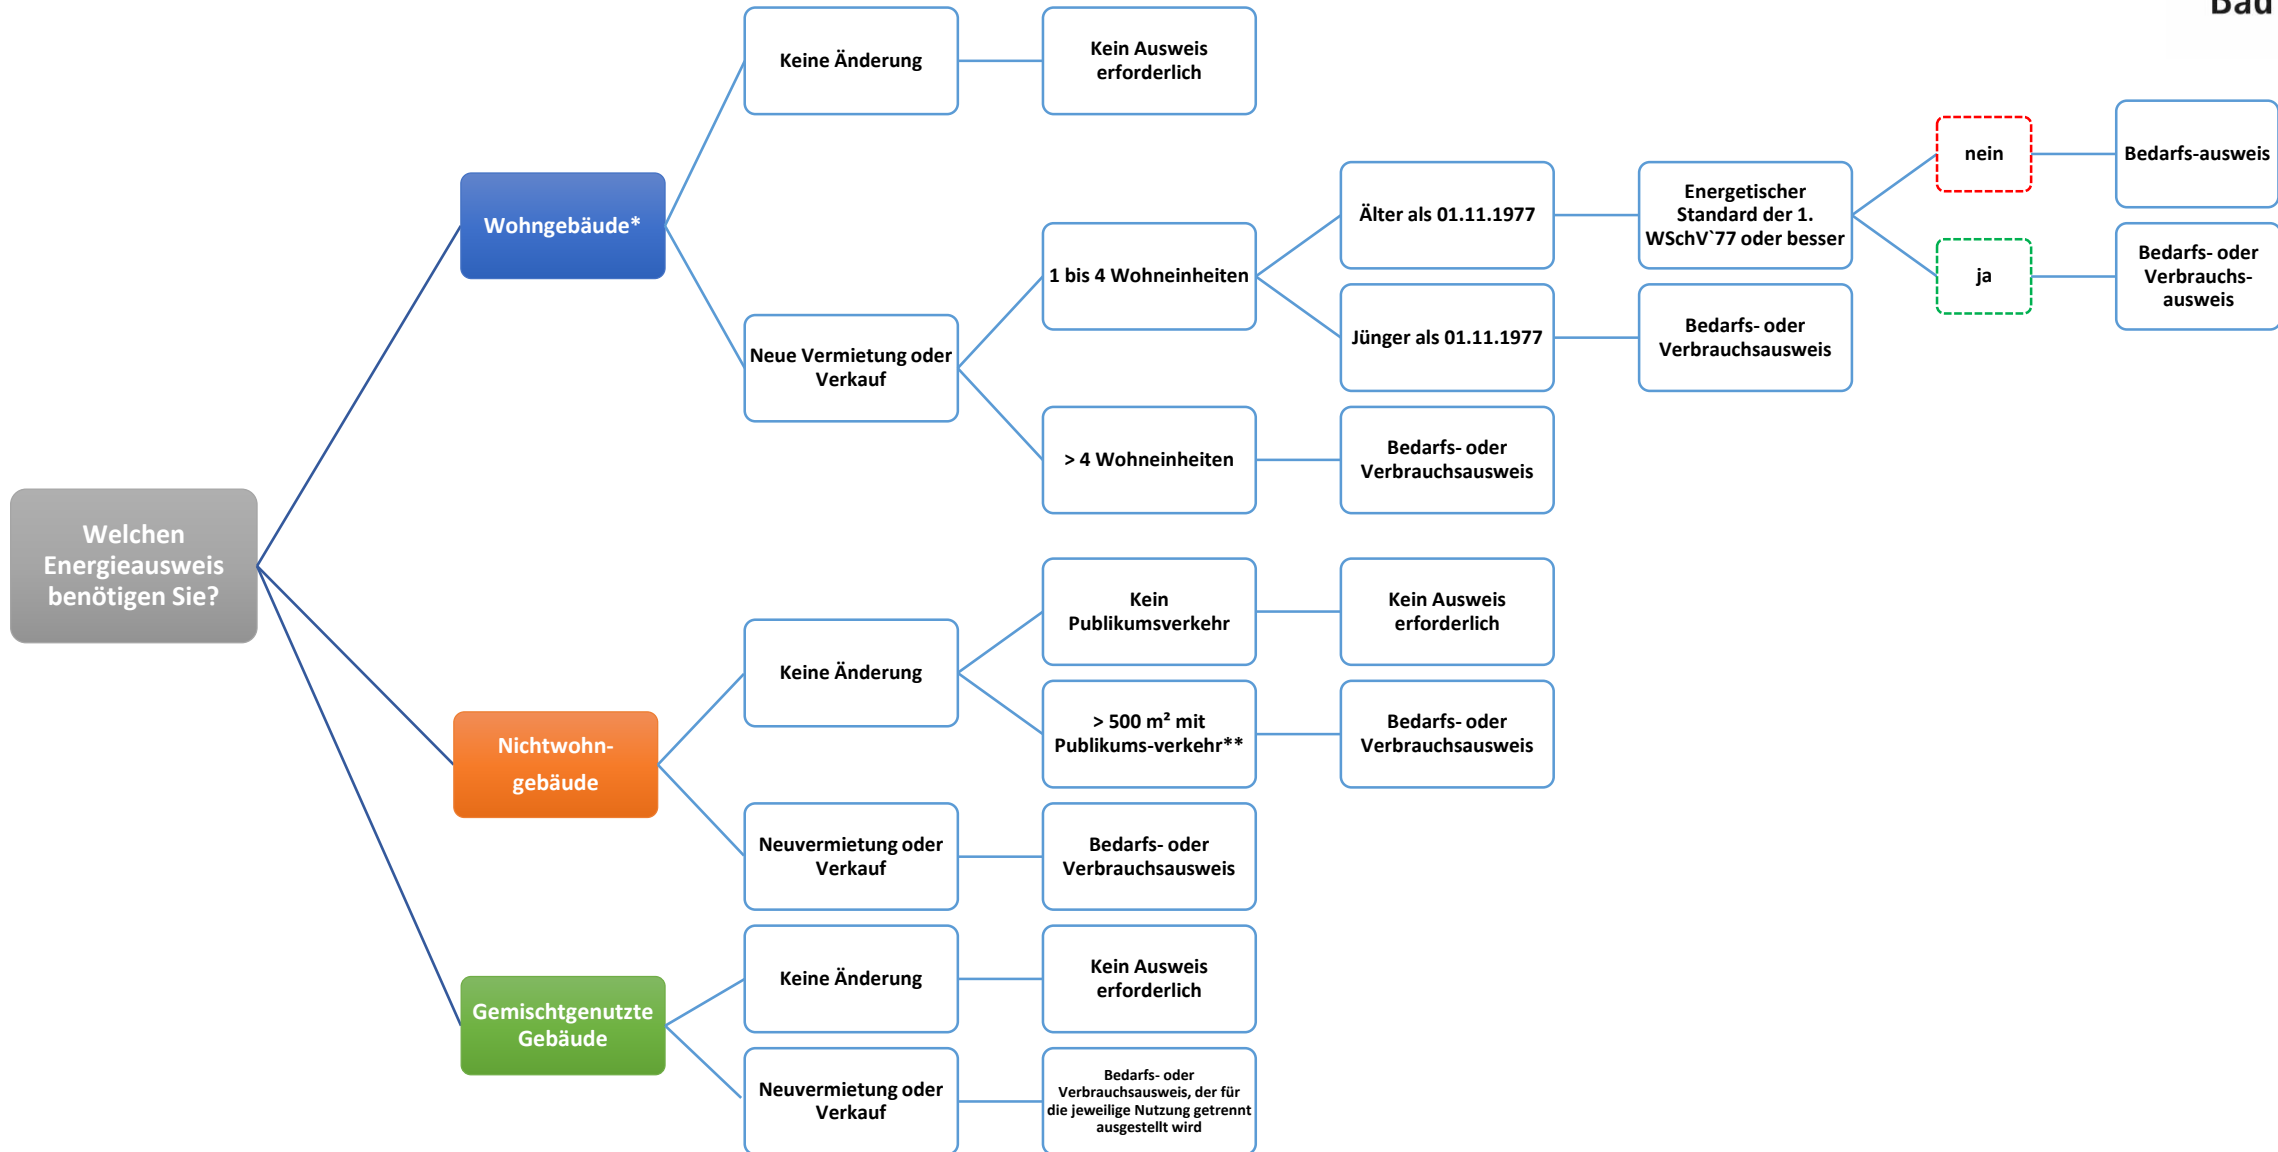 Bad
Keine Änderung
Kein Ausweis
erforderlich
nein
Bedarfs-ausweis
Wohngebäude*
Älter als 01.11.1977
Energetischer
Standard der 1.
WSchV`77 oder besser
1 bis 4 Wohneinheiten
ja
Bedarfs- oder
Verbrauchs-
ausweis
Neue Vermietung oder
Verkauf
Jünger als 01.11.1977
Bedarfs- oder
Verbrauchsausweis
> 4 Wohneinheiten
Bedarfs- oder
Verbrauchsausweis
Welchen
Energieausweis
benötigen Sie?
Kein
Publikumsverkehr
Kein Ausweis
erforderlich
Keine Änderung
> 500 m² mit
Publikums-verkehr**
Bedarfs- oder
Verbrauchsausweis
Nichtwohn-
gebäude
Neuvermietung oder
Verkauf
Bedarfs- oder
Verbrauchsausweis
Keine Änderung
Kein Ausweis
erforderlich
Gemischtgenutzte
Gebäude
Neuvermietung oder
Verkauf
Bedarfs- oder
Verbrauchsausweis, der für
die jeweilige Nutzung getrennt
ausgestellt wird